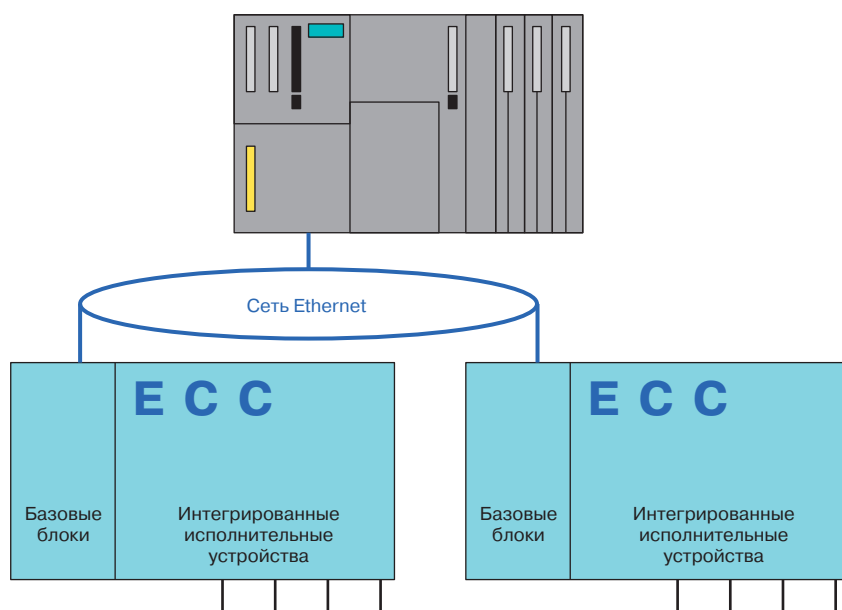 Сеть Ethernet
E C C
Базовые
блоки
Интегрированные
исполнительные
устройства
E C C
Базовые
блоки
Интегрированные
исполнительные
устройства